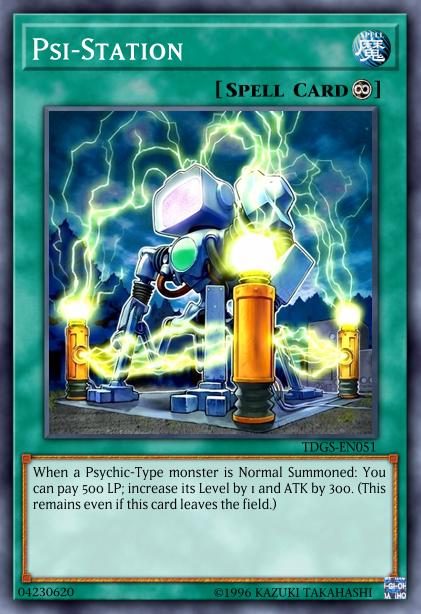 Psi-Station
SPELL
魔
[Spell Card]
TDGS-EN051
When a Psychic-Type monster is Normal Summoned: You
can pay 500 LP; increase its Level by 1 and ATK by 300. (This
remains even if this card leaves the field.)
04230620 ©1996 KAZUKI TAKAHASHI